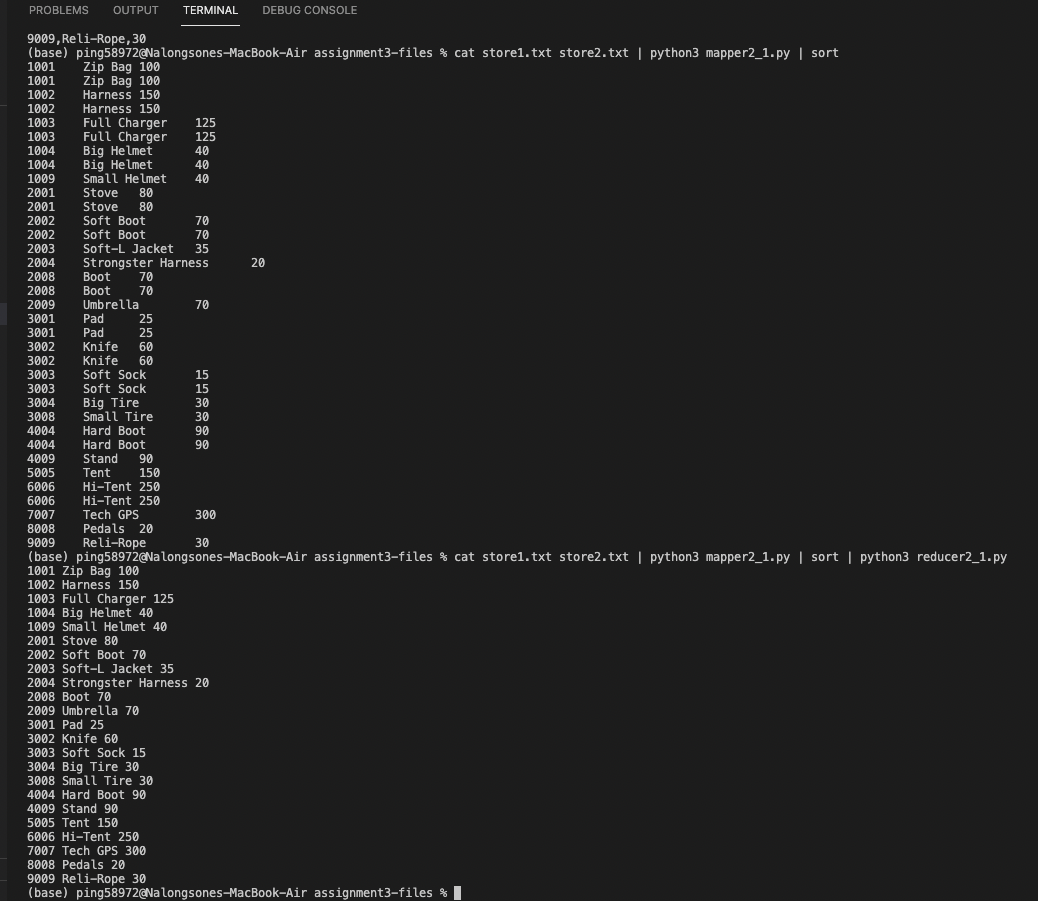 PROBLEMS OUTPUT TERMINAL DEBUG CONSOLE
9009,Reli-Rope,30
(base) ping58972@Nalongsones-MacBook-Air assignment3-files % cat store1.txt store2.txt | python3 mapper2_1.py | sort
1001 Zip Bag 100
1001 Zip Bag 100
1002 Harness 150
1002 Harness 150
1003 Full Charger 125
1003 Full Charger 125
1004 Big Helmet 40
1004 Big Helmet 40
1009 Small Helmet 40
2001 Stove 80
2001 Stove 80
2002 Soft Boot 70
2002 Soft Boot 70
2003 Soft-L Jacket 35
2004 Strongster Harness 20
2008 Boot 70
2008 Boot 70
2009 Umbrella 70
3001 Pad 25
3001 Pad 25
3002 Knife 60
3002 Knife 60
3003 Soft Sock 15
3003 Soft Sock 15
3004 Big Tire 30
3008 Small Tire 30
4004 Hard Boot 90
4004 Hard Boot 90
4009 Stand 90
5005 Tent 150
6006 Hi-Tent 250
6006 Hi-Tent 250
7007 Tech GPS 300
8008 Pedals 20
9009 Reli-Rope 30
(base) ping58972@Nalongsones-MacBook-Air assignment3-files % cat store1.txt store2.txt | python3 mapper2_1.py | sort | python3 reducer2_1.py
1001 Zip Bag 100
1002 Harness 150
1003 Full Charger 125
1004 Big Helmet 40
1009 Small Helmet 40
2001 Stove 80
2002 Soft Boot 70
2003 Soft-L Jacket 35
2004 Strongster Harness 20
2008 Boot 70
2009 Umbrella 70
3001 Pad 25
3002 Knife 60
3003 Soft Sock 15
3004 Big Tire 30
3008 Small Tire 30
4004 Hard Boot 90
4009 Stand 90
5005 Tent 150
6006 Hi-Tent 250
7007 Tech GPS 300
8008 Pedals 20
9009 Reli-Rope 30
(base) ping58972@Nalongsones-MacBook-Air assignment3-files %